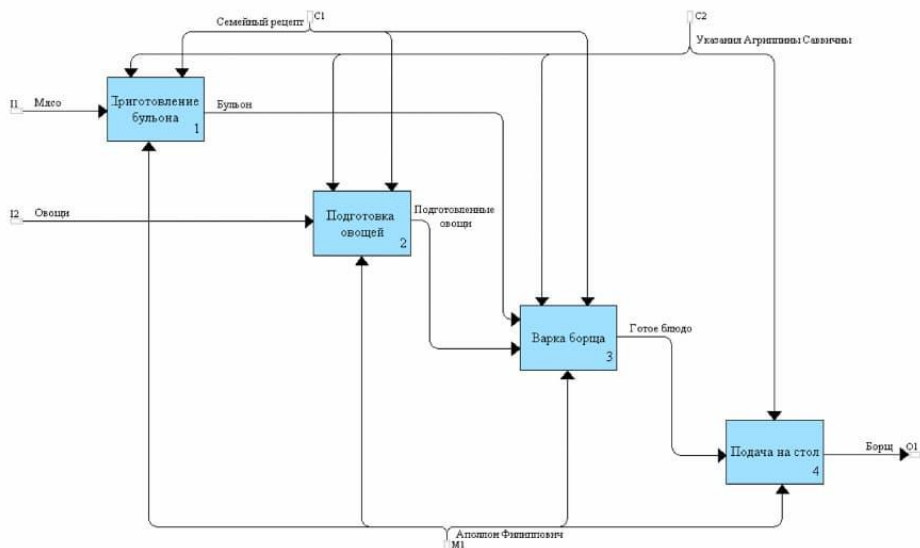 C1
C2
Семейный рецепт
Указания Агриппины Саввичны
I1
Мясо
Приготовление
бульона
1
Бульон
I2
Овощи
Подготовка
овощей
2
Подготовленные
овощи
Варка борща
3
Готое блюдо
Подача на стол
4
Борщ
O1
Аполлон Филиппович
M1